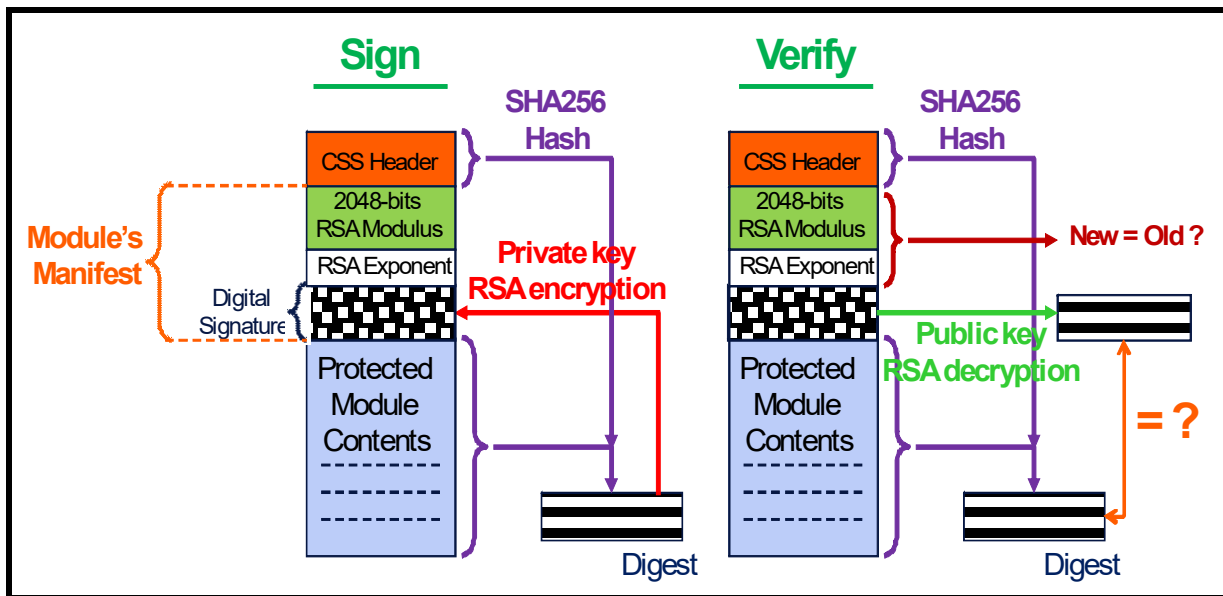 Sign
SHA256
Hash
CSS Header
2048-bits
RSA Modulus
RSA Exponent
Module's
Manifest
Digital
Signature
Private key
RSA encryption
Protected
Module
Contents
Digest
Verify
SHA256
Hash
CSS Header
2048-bits
RSA Modulus
RSA Exponent
New = Old ?
Public key
RSA decryption
Protected
Module
Contents
= ?
Digest